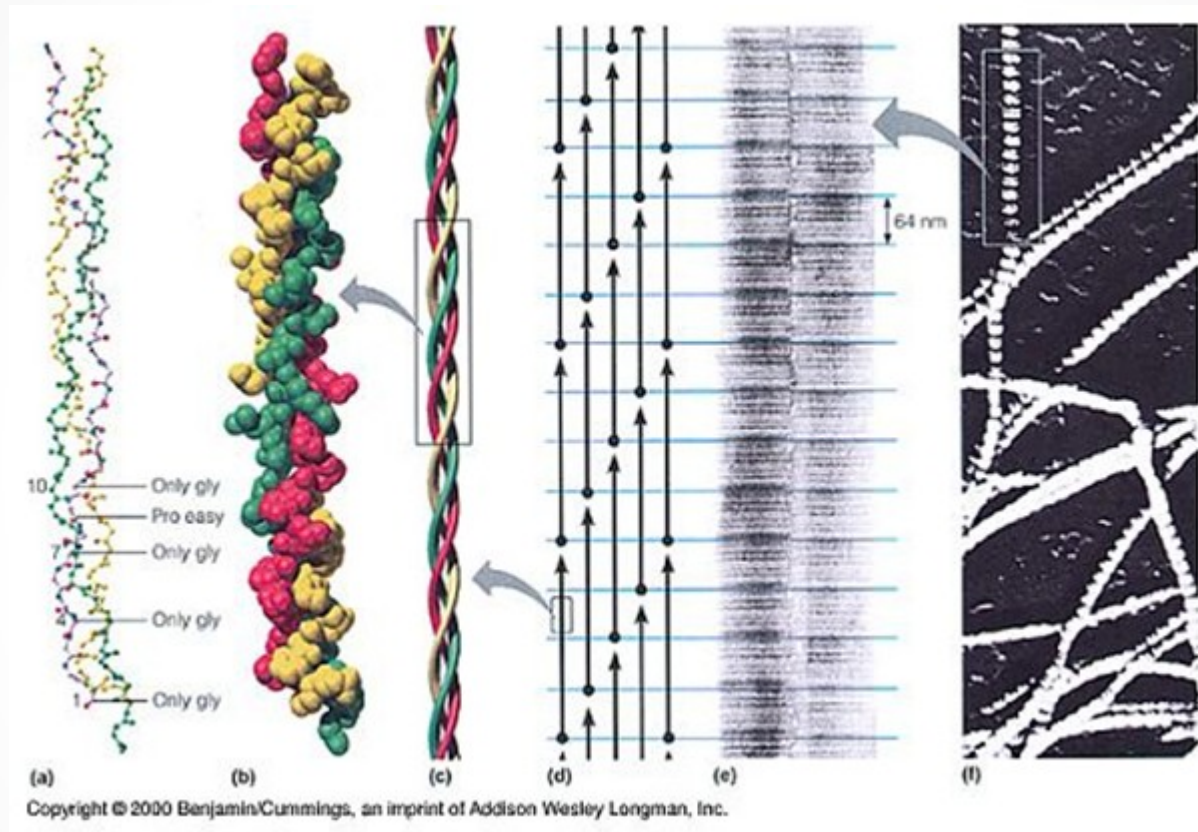 64 nm
10
Only gly
Pro easy
7
Only gly
4
Only gly
1
Only gly
(a)
(b)
(c)
(d)
(e)
(f)
Copyright © 2000 Benjamin/Cummings, an imprint of Addison Wesley Longman, Inc.